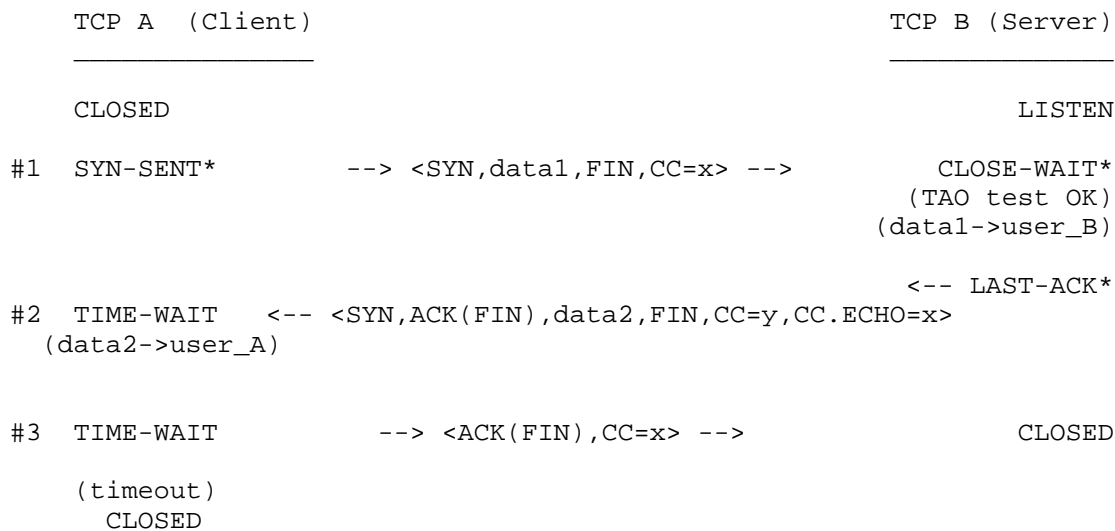 TCP A  (Client)                                    TCP B (Server)
_______________                                    ______________
CLOSED                                             LISTEN
#1  SYN-SENT*        --> <SYN,data1,FIN,CC=x> -->         CLOSE-WAIT*
(TAO test OK)
(data1->user_B)
<-- LAST-ACK*
#2  TIME-WAIT   <-- <SYN,ACK(FIN),data2,FIN,CC=y,CC.ECHO=x>
(data2->user_A)
#3  TIME-WAIT          --> <ACK(FIN),CC=x> -->                 CLOSED
(timeout)
CLOSED